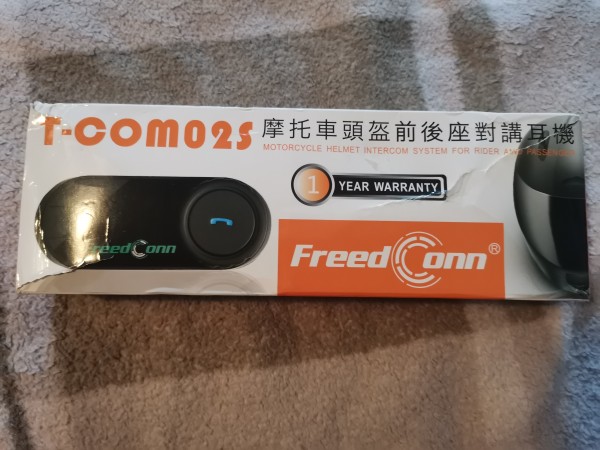 T-COM02S 摩托車頭盔前後座對講耳機
MOTORCYCLE HELMET INTERCOM SYSTEM FOR RIDER AND PASSENGER
1 YEAR WARRANTY
FreedConn
FreedConn®